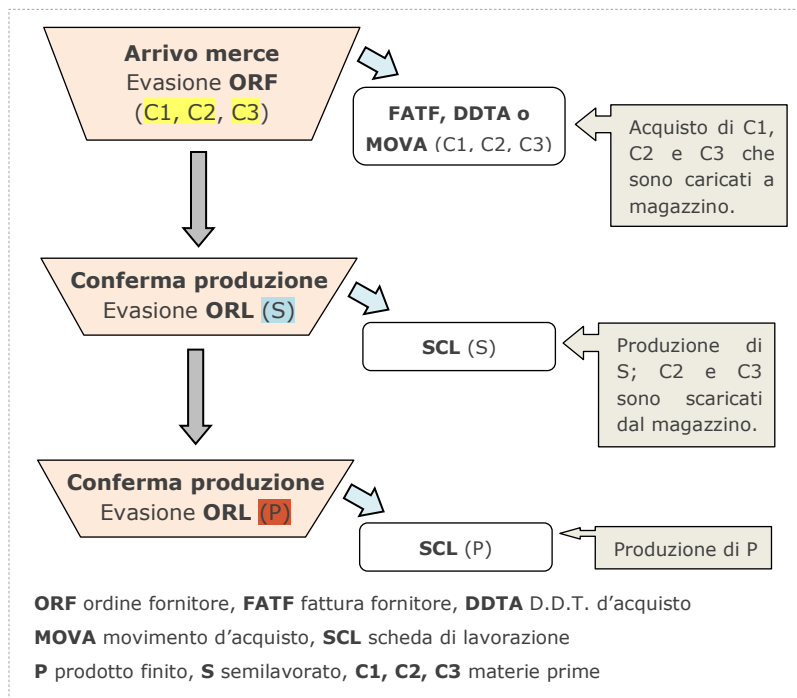 Arrivo merce
Evasione ORF
(C1, C2, C3)
FATF, DDTA o
MOVA (C1, C2, C3)
Acquisto di C1,
C2 e C3 che
sono caricati a
magazzino.
Conferma produzione
Evasione ORL (S)
SCL (S)
Produzione di
S; C2 e C3
sono scaricati
dal magazzino.
Conferma produzione
Evasione ORL (P)
SCL (P)
Produzione di P
ORF ordine fornitore, FATF fattura fornitore, DDTA D.D.T. d’acquisto
MOVA movimento d’acquisto, SCL scheda di lavorazione
P prodotto finito, S semilavorato, C1, C2, C3 materie prime